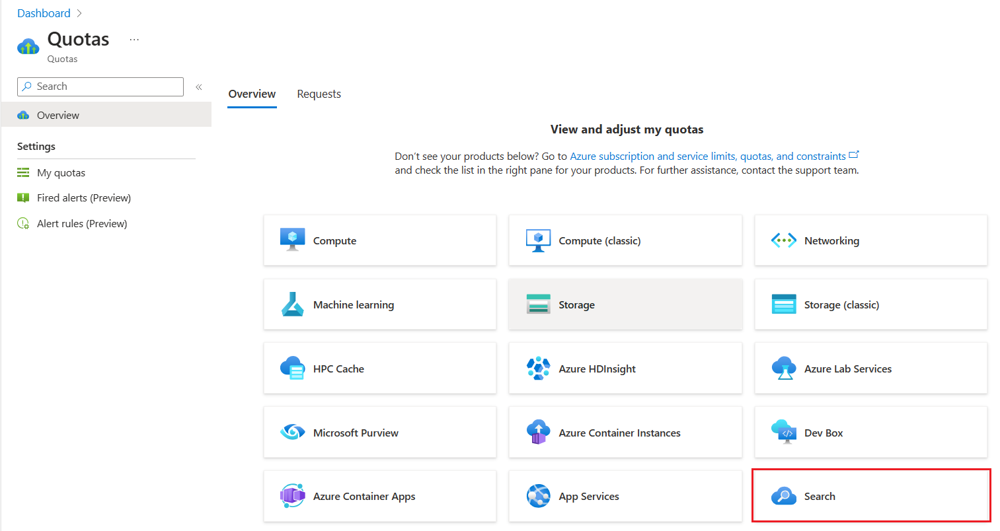 Dashboard
Quotas
...
Quotas
Search
Overview
Settings
My quotas
Fired alerts (Preview)
Alert rules (Preview)
Overview
Requests
View and adjust my quotas
Don't see your products below? Go to Azure subscription and service limits, quotas, and constraints
and check the list in the right pane for your products. For further assistance, contact the support team.
Compute
Compute (classic)
Networking
Machine learning
Storage
Storage (classic)
HPC Cache
Azure HDInsight
Azure Lab Services
Microsoft Purview
Azure Container Instances
Dev Box
Azure Container Apps
App Services
Search